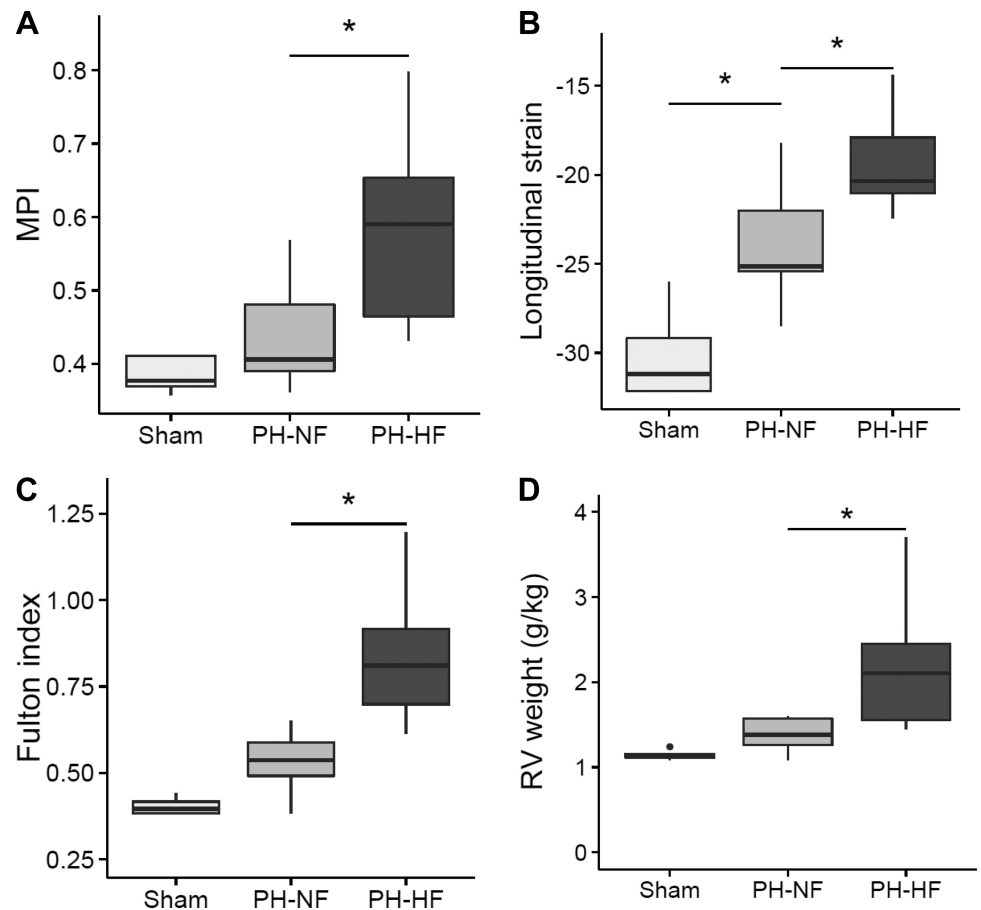 A
*
MPI
0.8
0.7
0.6
0.5
0.4
Sham PH-NF PH-HF
B
* *
Longitudinal strain
-15
-20
-25
-30
Sham PH-NF PH-HF
C
*
Fulton index
1.25
1.00
0.75
0.50
0.25
Sham PH-NF PH-HF
D
*
RV weight (g/kg)
4
3
2
1
0
Sham PH-NF PH-HF